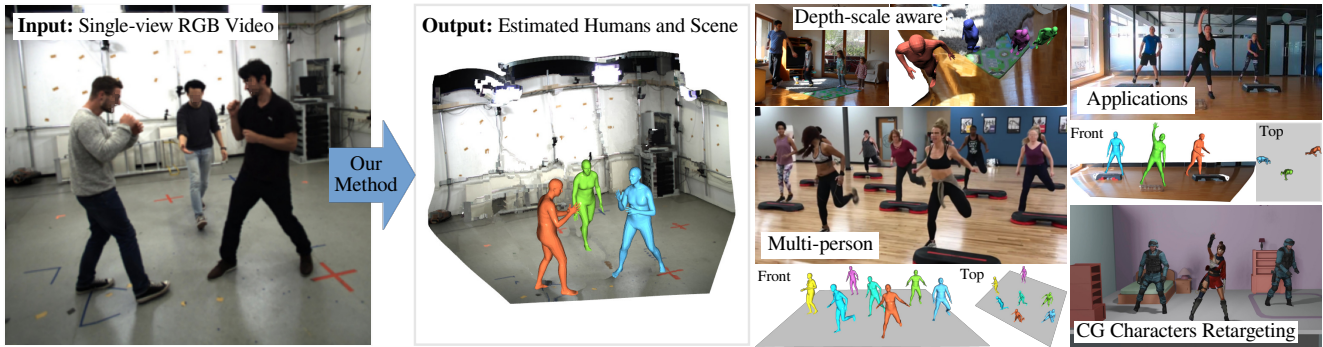 Input: Single-view RGB Video
Our
Method
Output: Estimated Humans and Scene
Depth-scale aware
Multi-person
Front
Top
Applications
Front
Top
CG Characters Retargeting